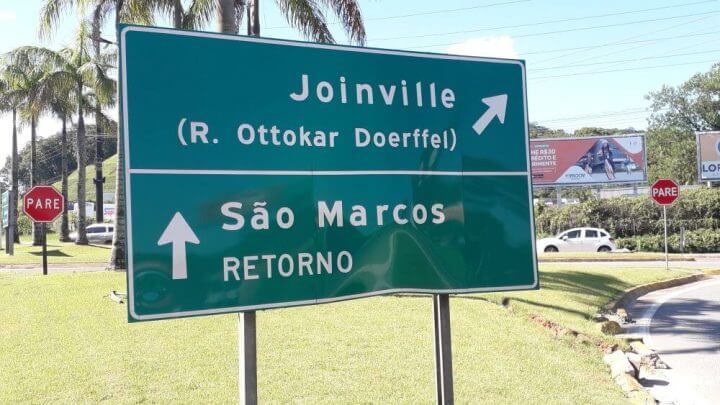 Joinville
(R. Ottokar Doerffel)
São Marcos
RETORNO
PARE
PARE